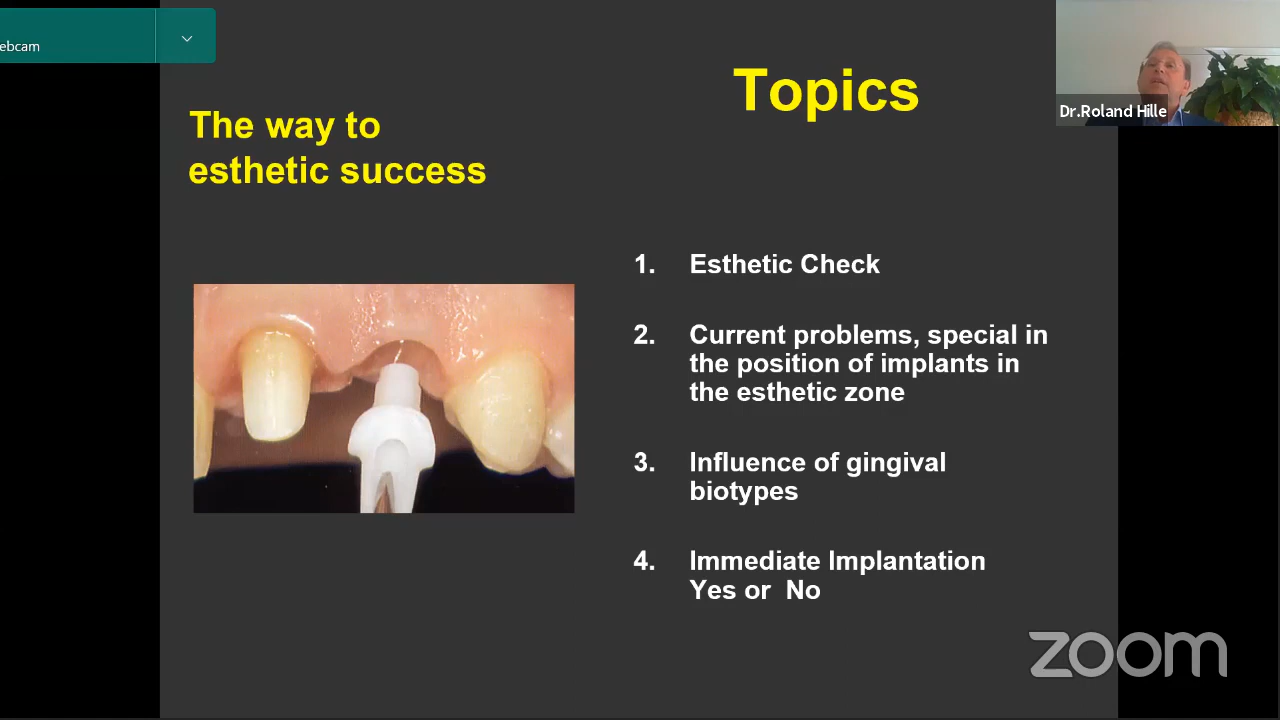 ebcam
The way to
esthetic success
Topics
Dr.Roland Hille
1. Esthetic Check
2. Current problems, special in
the position of implants in
the esthetic zone
3. Influence of gingival
biotypes
4. Immediate Implantation
Yes or  No
zoom